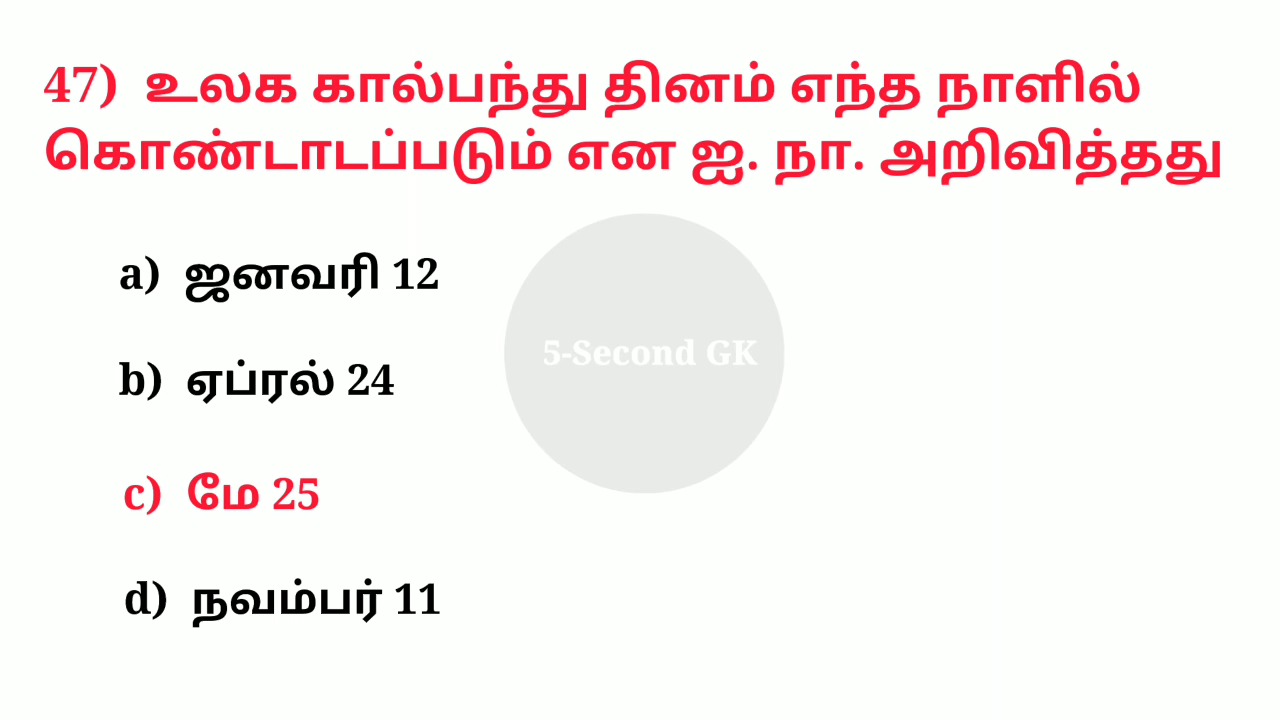 47) உலக கால்பந்து தினம் எந்த நாளில்
கொண்டாடப்படும் என ஐ. நா. அறிவித்தது
a) ஜனவரி 12
5-Second GK
b) ஏப்ரல் 24
c) மே 25
d) நவம்பர் 11